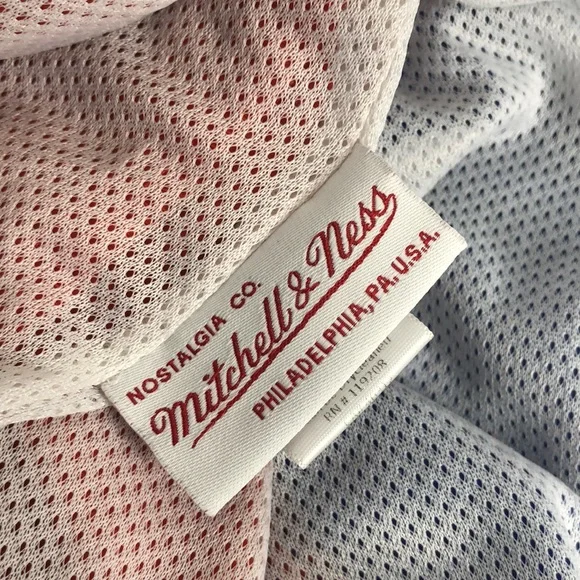 NOSTALGIA CO.
Mitchell & Ness
PHILADELPHIA, PA. U.S.A.
RN # 119208